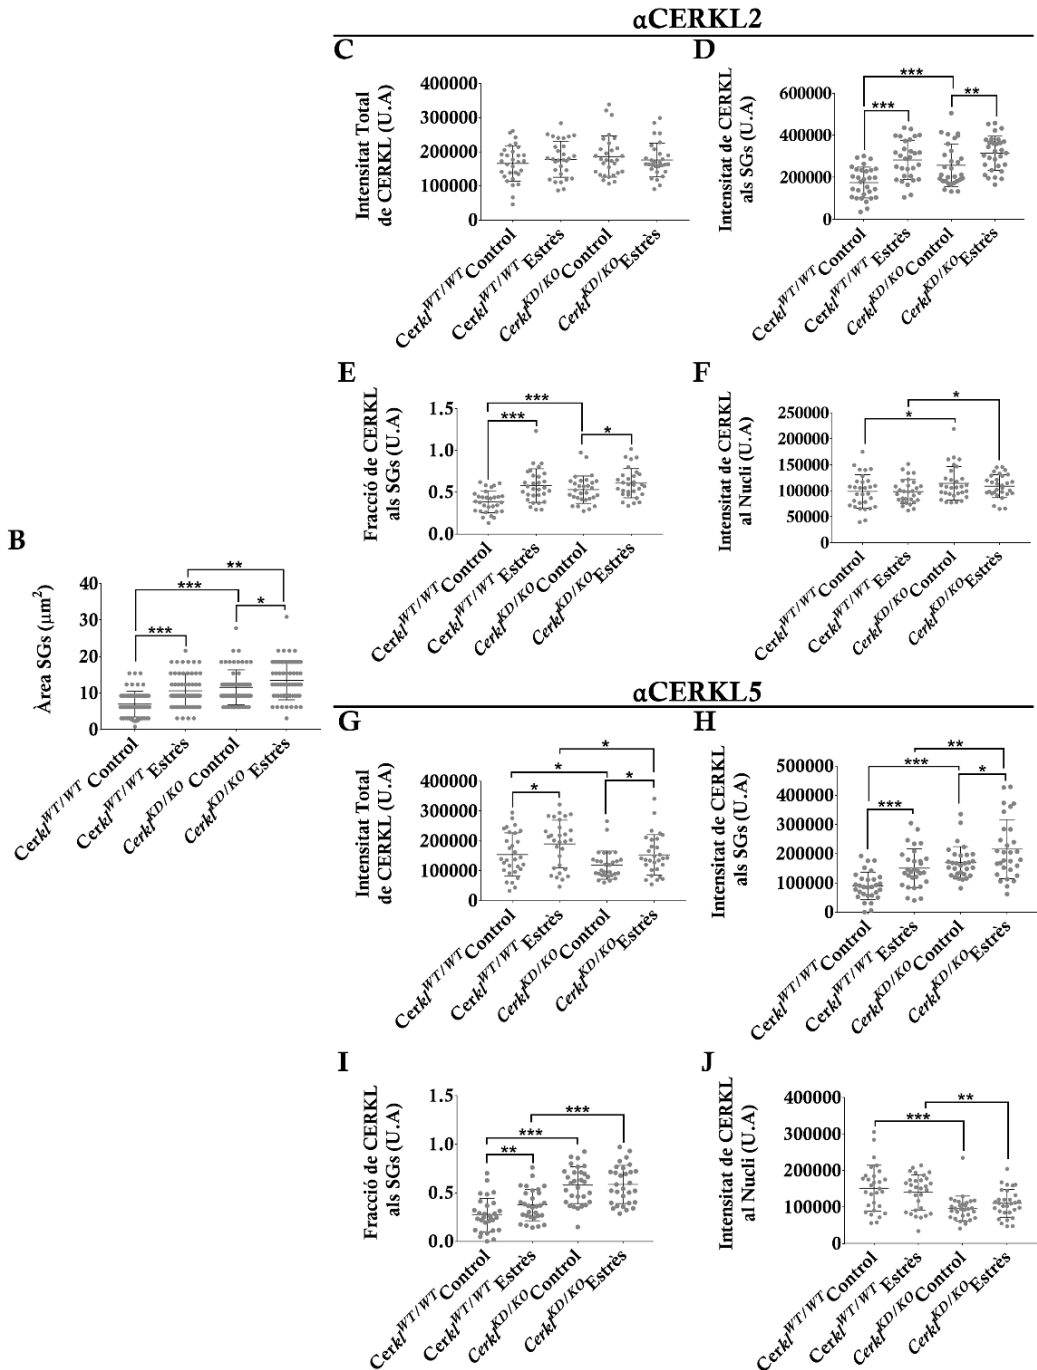 αCERKL2
C
Intensitat Total
de CERKL (U.A)
400000
300000
200000
100000
0
Cerkl^WT/WT Control
Cerkl^WT/WT Estrès
Cerkl^KD/KO Control
Cerkl^KD/KO Estrès
D
Intensitat de CERKL
als SGs (U.A)
600000
400000
200000
0
***
***
**
Cerkl^WT/WT Control
Cerkl^WT/WT Estrès
Cerkl^KD/KO Control
Cerkl^KD/KO Estrès
E
Fracció de CERKL
als SGs (U.A)
1.5
1.0
0.5
0.0
***
***
*
Cerkl^WT/WT Control
Cerkl^WT/WT Estrès
Cerkl^KD/KO Control
Cerkl^KD/KO Estrès
F
Intensitat de CERKL
al Nucli (U.A)
250000
200000
150000
100000
50000
0
*
*
Cerkl^WT/WT Control
Cerkl^WT/WT Estrès
Cerkl^KD/KO Control
Cerkl^KD/KO Estrès
B
Àrea SGs (μm²)
40
30
20
10
0
**
***
*
***
Cerkl^WT/WT Control
Cerkl^WT/WT Estrès
Cerkl^KD/KO Control
Cerkl^KD/KO Estrès
αCERKL5
G
Intensitat Total
de CERKL (U.A)
400000
300000
200000
100000
0
*
*
*
*
Cerkl^WT/WT Control
Cerkl^WT/WT Estrès
Cerkl^KD/KO Control
Cerkl^KD/KO Estrès
H
Intensitat de CERKL
als SGs (U.A)
500000
400000
300000
200000
100000
0
**
***
*
***
Cerkl^WT/WT Control
Cerkl^WT/WT Estrès
Cerkl^KD/KO Control
Cerkl^KD/KO Estrès
I
Fracció de CERKL
als SGs (U.A)
1.5
1.0
0.5
0.0
***
***
**
Cerkl^WT/WT Control
Cerkl^WT/WT Estrès
Cerkl^KD/KO Control
Cerkl^KD/KO Estrès
J
Intensitat de CERKL
al Nucli (U.A)
400000
300000
200000
100000
0
**
***
Cerkl^WT/WT Control
Cerkl^WT/WT Estrès
Cerkl^KD/KO Control
Cerkl^KD/KO Estrès